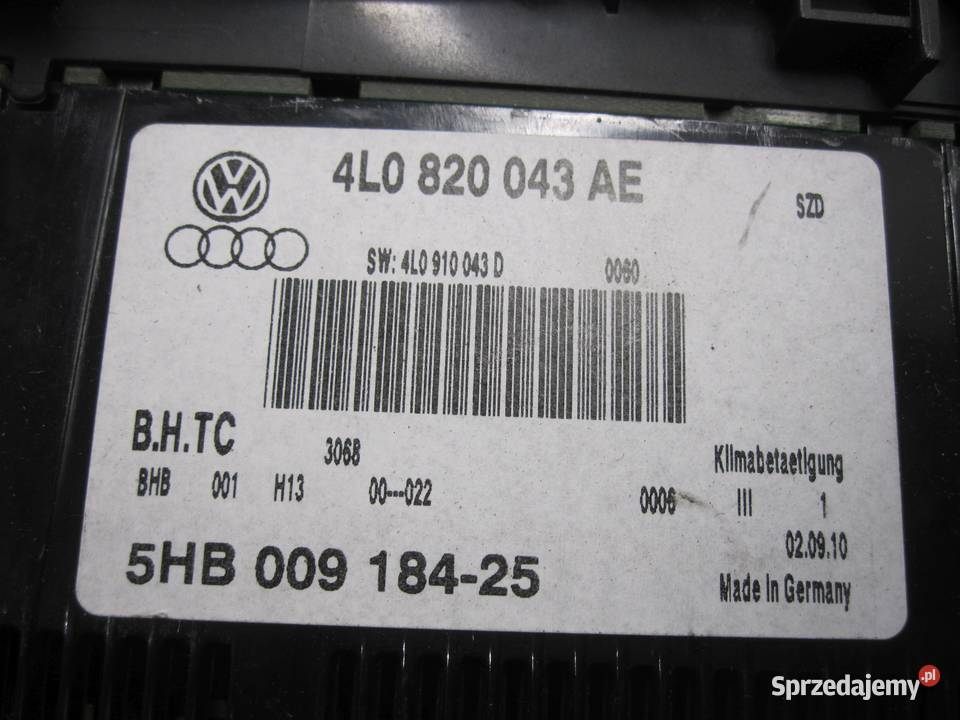 4L0 820 043 AE
SZD
SW: 4L0 910 043 D 0060
B.H.TC 3068 Klimabetaetigung
BHB 001 H13 00---022 0006 III 1
02.09.10
5HB 009 184-25 Made In Germany
Sprzedajemy.pl